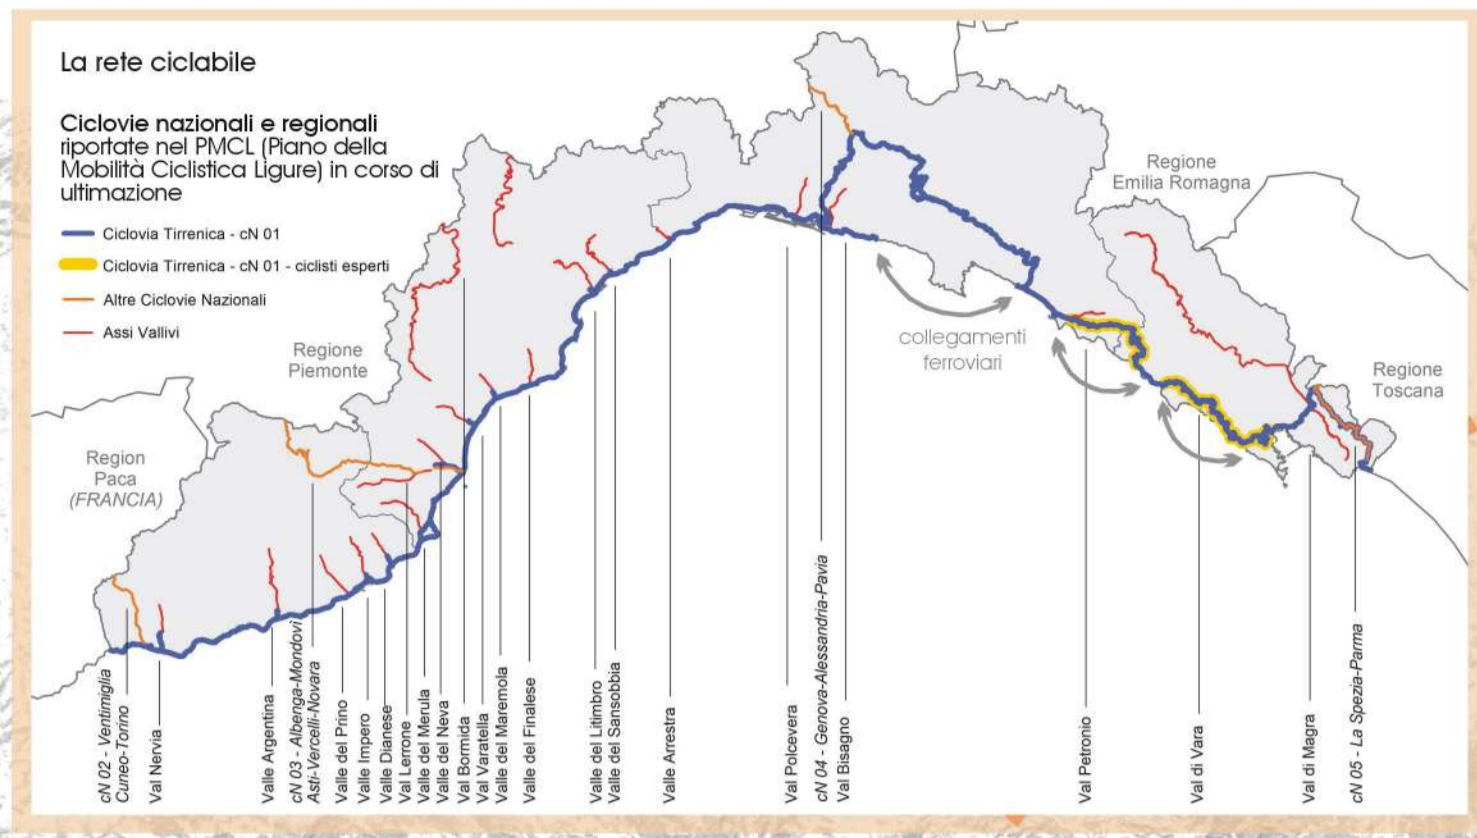 La rete ciclabile
Ciclovie nazionali e regionali
riportate nel PMCL (Piano della
Mobilità Ciclistica Ligure) in corso di
ultimazione
Ciclovia Tirrenica - cN 01
Ciclovia Tirrenica - cN 01 - ciclisti esperti
Altre Ciclovie Nazionali
Assi Vallivi
Regione
Piemonte
Region
Paca
(FRANCIA)
Regione
Emilia Romagna
Regione
Toscana
collegamenti
ferroviari
cN 02 - Ventimiglia
Cuneo-Torino
Val Nervia
Valle Argentina
cN 03 - Albenga-Mondovì
Asti-Vercelli-Novara
Valle del Prino
Valle Impero
Valle Dianese
Val Lerrone
Valle del Merula
Valle del Neva
Val Bormida
Val Varatella
Valle del Maremola
Valle del Finalese
Valle del Litimbro
Valle del Sansobbia
Valle Arrestra
Val Polcevera
cN 04 - Genova-Alessandria-Pavia
Val Bisagno
Val Petronio
Val di Vara
Val di Magra
cN 05 - La Spezia-Parma